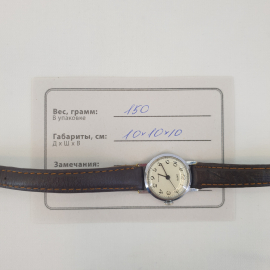 Вес, грамм: 150
В упаковке
Габариты, см: 10×10×10
Д х Ш х В
Замечания: